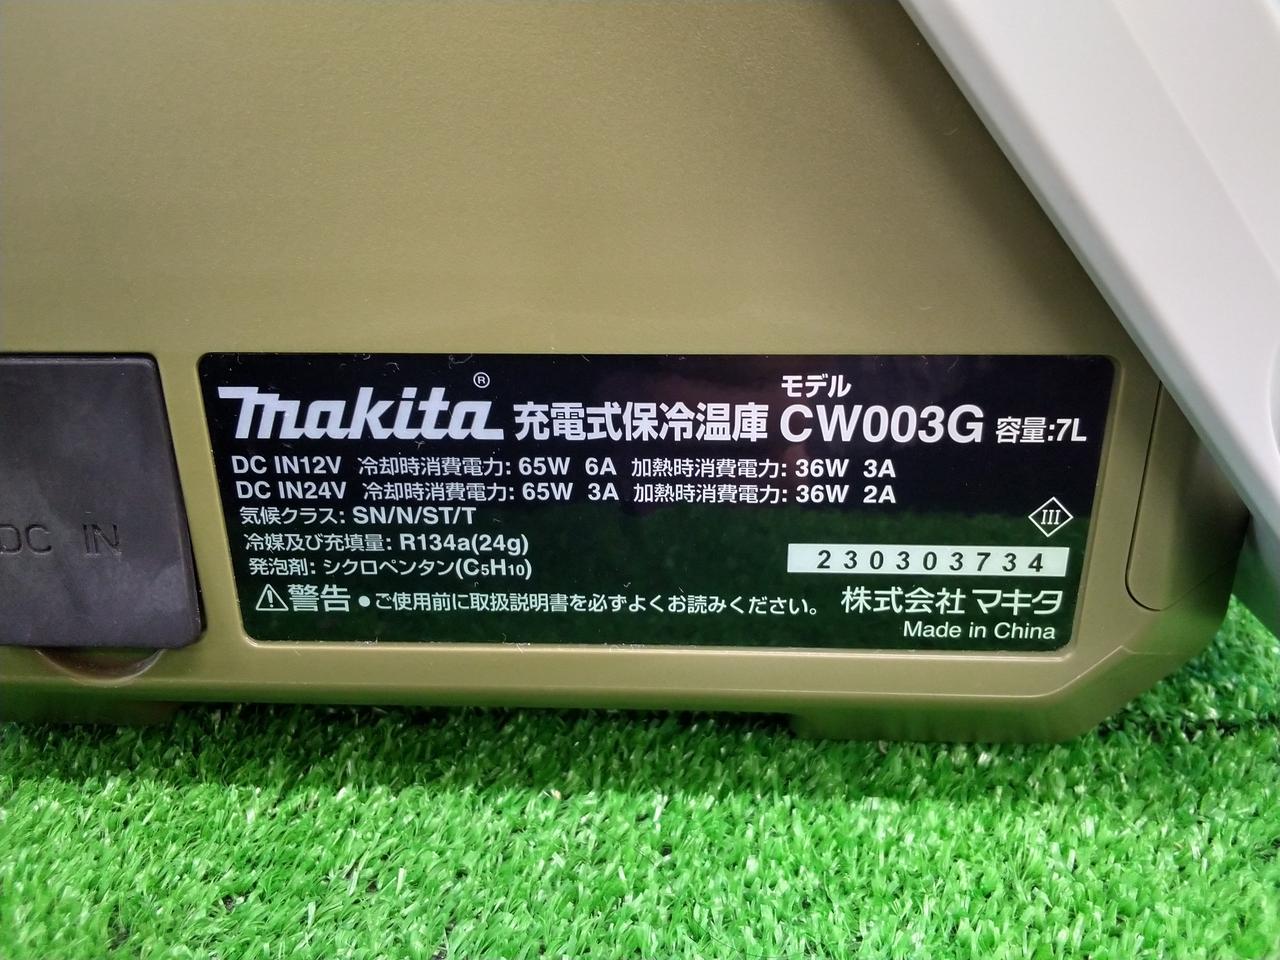 makita® 充電式保冷温庫 モデル CW003G 容量:7L
DC IN12V 冷却時消費電力: 65W 6A 加熱時消費電力: 36W 3A
DC IN24V 冷却時消費電力: 65W 3A 加熱時消費電力: 36W 2A
気候クラス: SN/N/ST/T
III
冷媒及び充填量: R134a(24g)
230303734
発泡剤: シクロペンタン(C5H10)
⚠警告 ●ご使用前に取扱説明書を必ずよくお読みください。 株式会社 マキタ
Made in China
DC IN